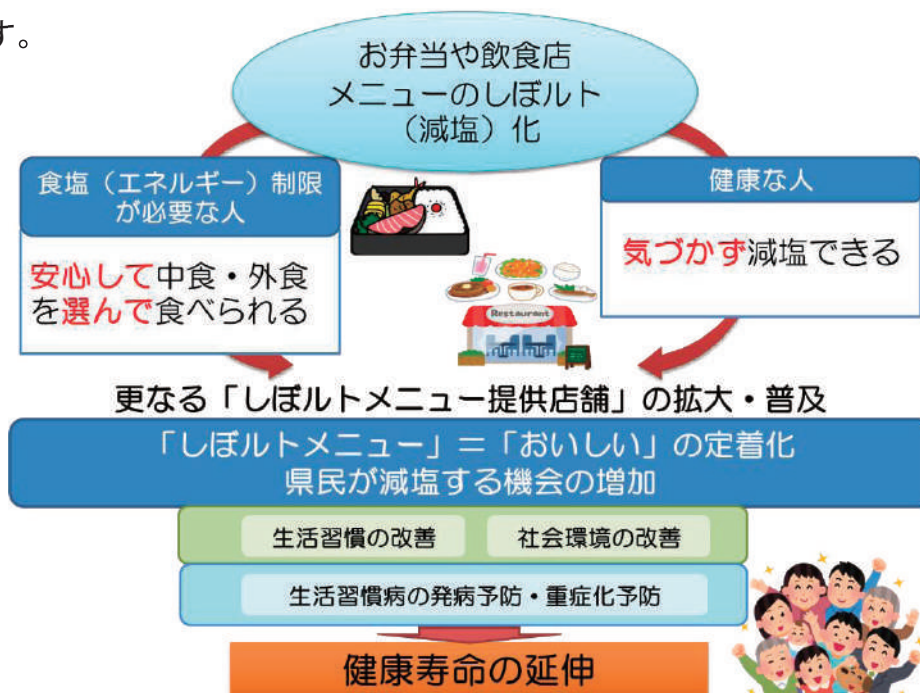 す。
お弁当や飲食店
メニューのしぼルト
（減塩）化
食塩（エネルギー）制限
が必要な人
安心して中食・外食
を選んで食べられる
健康な人
気づかず減塩できる
Restaurant
更なる「しぼルトメニュー提供店舗」の拡大・普及
「しぼルトメニュー」＝「おいしい」の定着化
県民が減塩する機会の増加
生活習慣の改善
社会環境の改善
生活習慣病の発病予防・重症化予防
健康寿命の延伸